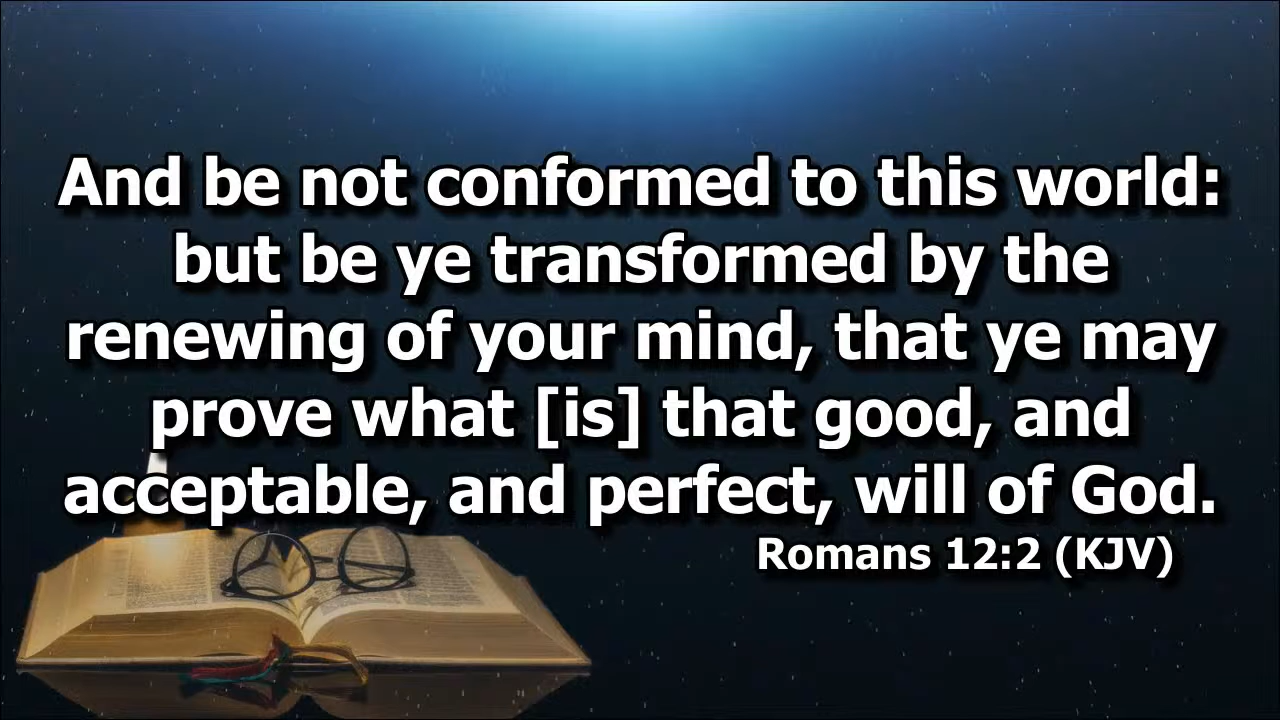 And be not conformed to this world:
but be ye transformed by the
renewing of your mind, that ye may
prove what [is] that good, and
acceptable, and perfect, will of God.
Romans 12:2 (KJV)